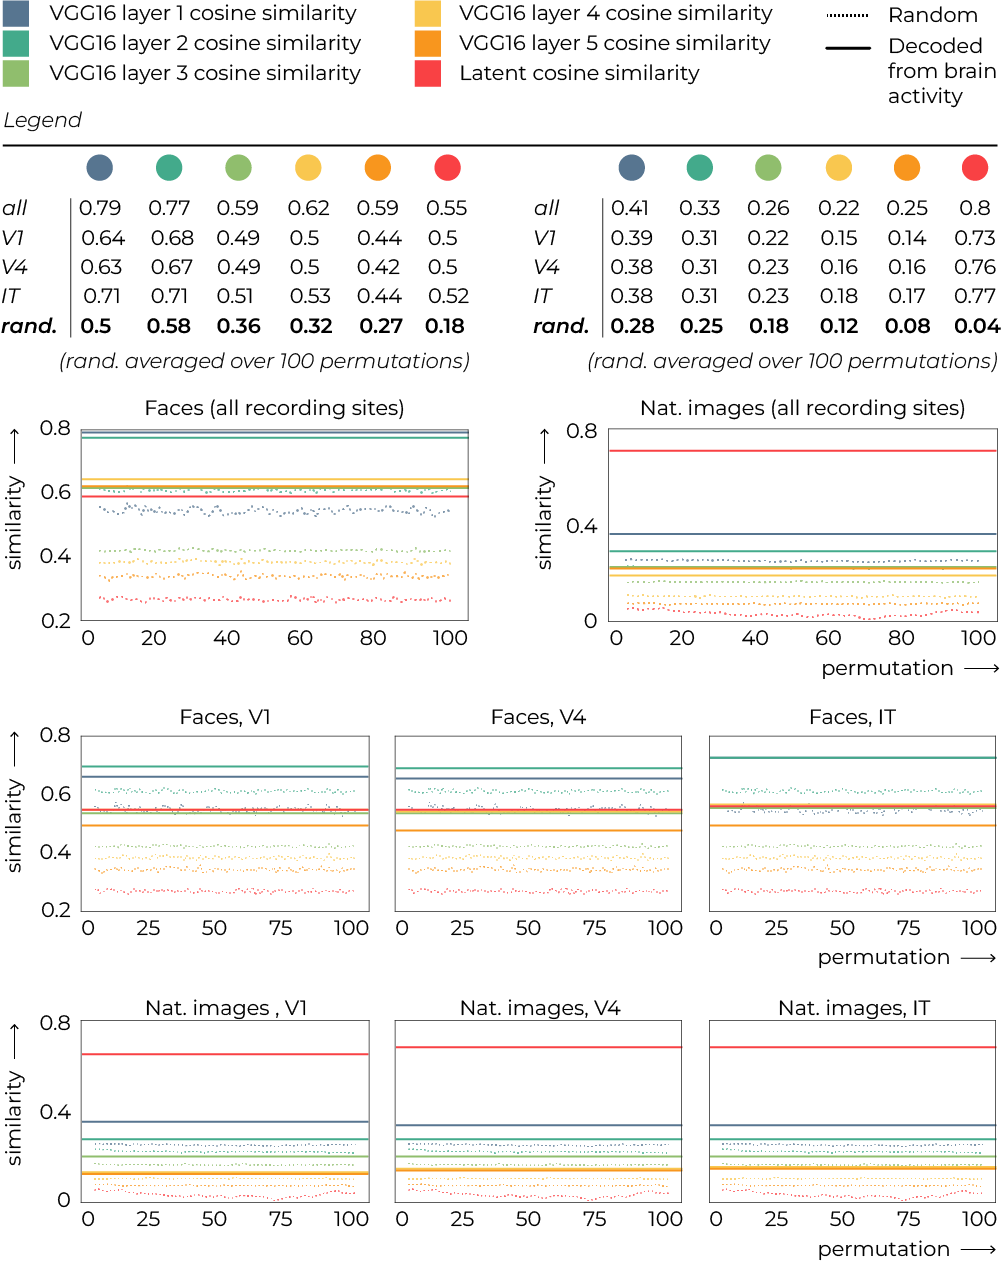 VGG16 layer 1 cosine similarity
VGG16 layer 2 cosine similarity
VGG16 layer 3 cosine similarity
VGG16 layer 4 cosine similarity
VGG16 layer 5 cosine similarity
Latent cosine similarity
Random
Decoded
from brain
activity
Legend
all 0.79 0.77 0.59 0.62 0.59 0.55
V1 0.64 0.68 0.49 0.5 0.44 0.5
V4 0.63 0.67 0.49 0.5 0.42 0.5
IT 0.71 0.71 0.51 0.53 0.44 0.52
rand. 0.5 0.58 0.36 0.32 0.27 0.18
(rand. averaged over 100 permutations)
all 0.41 0.33 0.26 0.22 0.25 0.8
V1 0.39 0.31 0.22 0.15 0.14 0.73
V4 0.38 0.31 0.23 0.16 0.16 0.76
IT 0.38 0.31 0.23 0.18 0.17 0.77
rand. 0.28 0.25 0.18 0.12 0.08 0.04
(rand. averaged over 100 permutations)
Faces (all recording sites)
similarity
0.8
0.6
0.4
0.2
0 20 40 60 80 100
Nat. images (all recording sites)
similarity
0.8
0.4
0
0 20 40 60 80 100
permutation
Faces, V1
similarity
0.8
0.6
0.4
0.2
0 25 50 75 100
Faces, V4
0 25 50 75 100
Faces, IT
0 25 50 75 100
permutation
Nat. images , V1
similarity
0.8
0.4
0
0 25 50 75 100
Nat. images, V4
0 25 50 75 100
Nat. images, IT
0 25 50 75 100
permutation